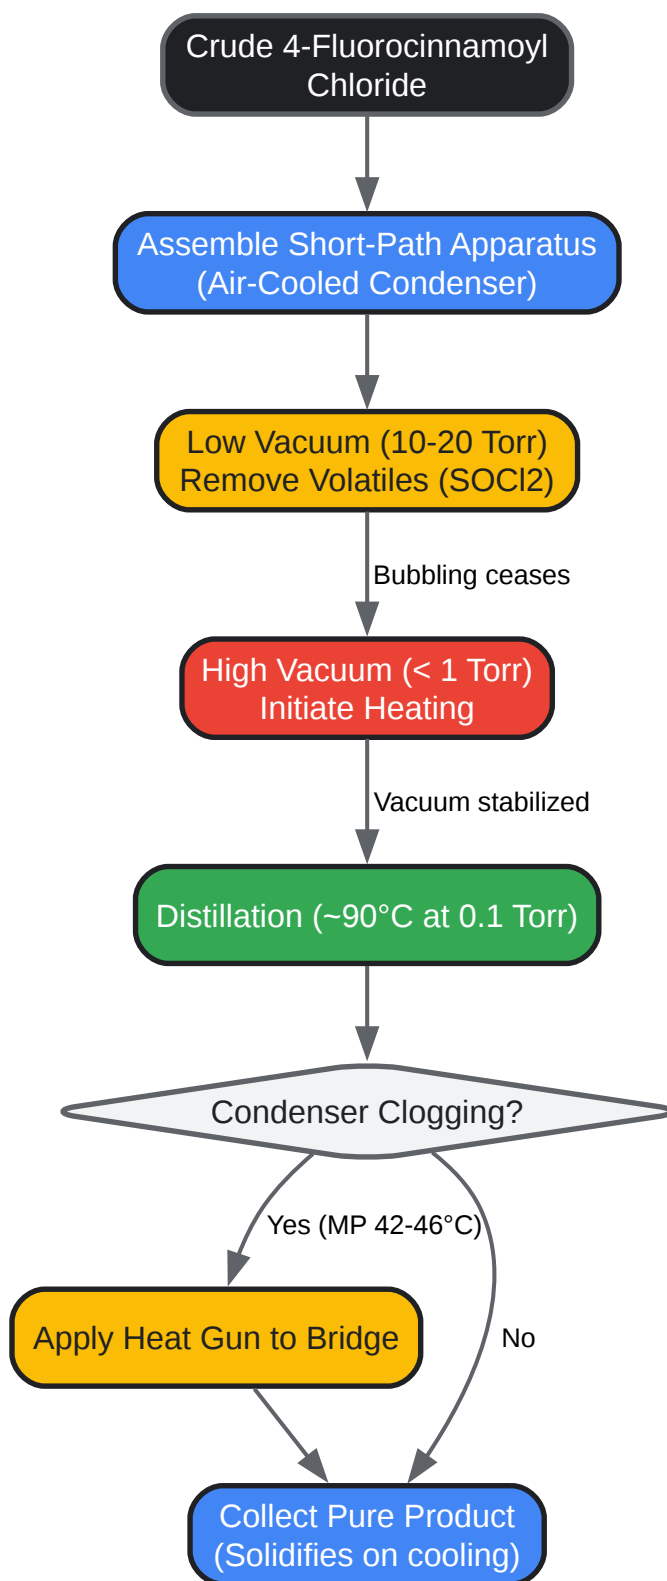 Crude 4-Fluorocinnamoyl
Chloride
Assemble Short-Path Apparatus
(Air-Cooled Condenser)
Low Vacuum (10-20 Torr)
Remove Volatiles (SOCl2)
Bubbling ceases
High Vacuum (< 1 Torr)
Initiate Heating
Vacuum stabilized
Distillation (~90°C at 0.1 Torr)
Condenser Clogging?
Yes (MP 42-46°C)
Apply Heat Gun to Bridge
No
Collect Pure Product
(Solidifies on cooling)